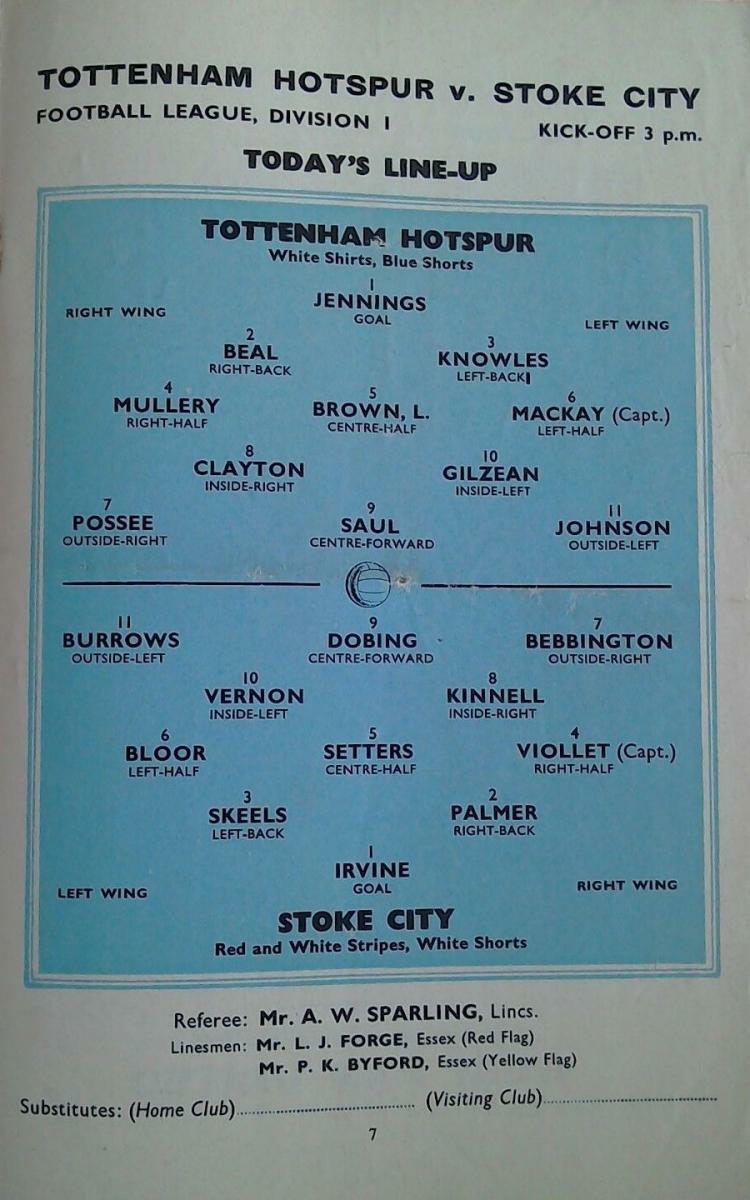 TOTTENHAM HOTSPUR v. STOKE CITY
FOOTBALL LEAGUE, DIVISION I
KICK-OFF 3 p.m.
TODAY'S LINE-UP
TOTTENHAM HOTSPUR
White Shirts, Blue Shorts
1
JENNINGS
GOAL
RIGHT WING
LEFT WING
2
BEAL
RIGHT-BACK
3
KNOWLES
LEFT-BACK
4
MULLERY
RIGHT-HALF
5
BROWN, L.
CENTRE-HALF
6
MACKAY (Capt.)
LEFT-HALF
8
CLAYTON
INSIDE-RIGHT
10
GILZEAN
INSIDE-LEFT
7
POSSEE
OUTSIDE-RIGHT
9
SAUL
CENTRE-FORWARD
11
JOHNSON
OUTSIDE-LEFT
11
BURROWS
OUTSIDE-LEFT
9
DOBING
CENTRE-FORWARD
7
BEBBINGTON
OUTSIDE-RIGHT
10
VERNON
INSIDE-LEFT
8
KINNELL
INSIDE-RIGHT
6
BLOOR
LEFT-HALF
5
SETTERS
CENTRE-HALF
4
VIOLLET (Capt.)
RIGHT-HALF
3
SKEELS
LEFT-BACK
2
PALMER
RIGHT-BACK
1
IRVINE
GOAL
LEFT WING
RIGHT WING
STOKE CITY
Red and White Stripes, White Shorts
Referee: Mr. A. W. SPARLING, Lincs.
Linesmen: Mr. L. J. FORGE, Essex (Red Flag)
Mr. P. K. BYFORD, Essex (Yellow Flag)
Substitutes: (Home Club)................................ (Visiting Club)................................
7